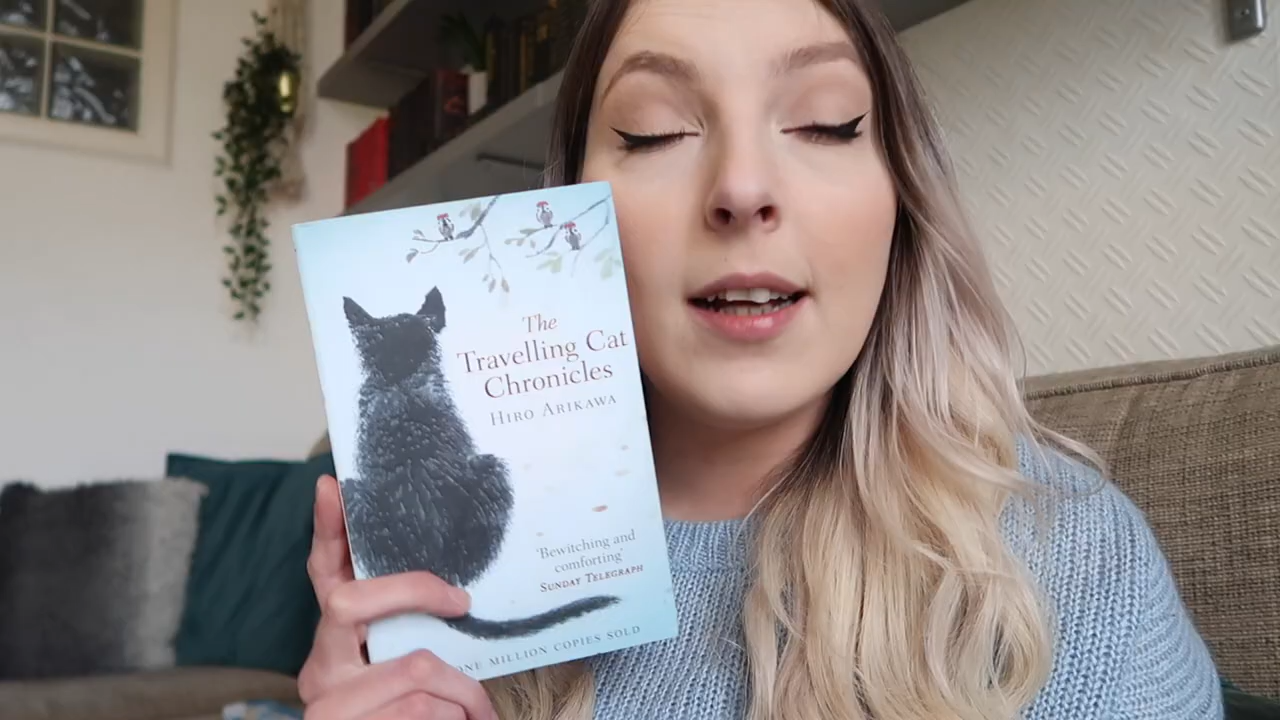 The
Travelling Cat
Chronicles
HIRO ARIKAWA
'Bewitching and
comforting'
SUNDAY TELEGRAPH
ONE MILLION COPIES SOLD